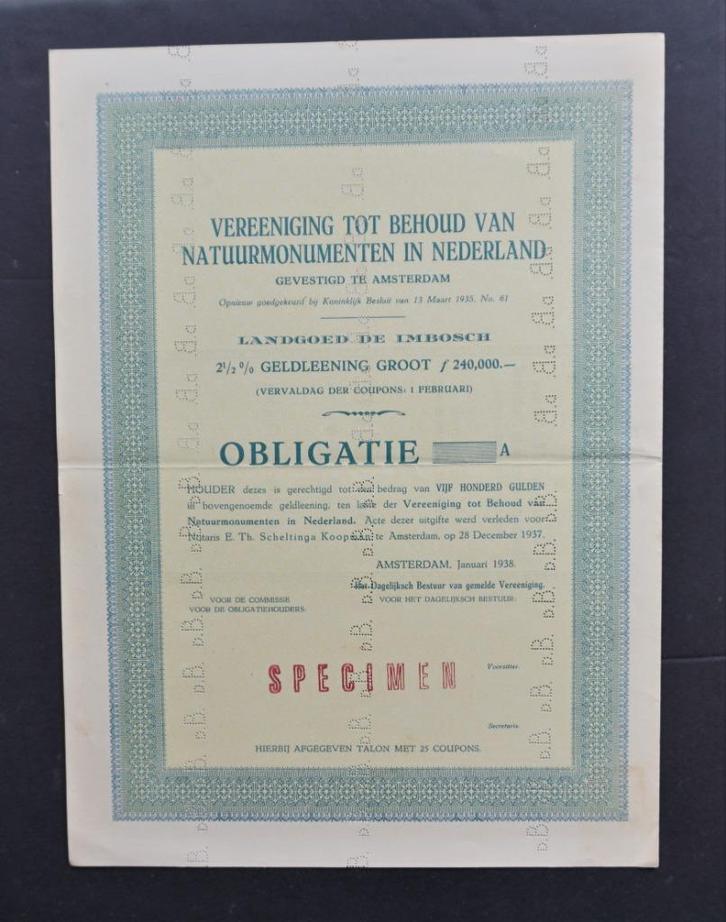 VEREENIGING TOT BEHOUD VAN
NATUURMONUMENTEN IN NEDERLAND
GEVESTIGD TE AMSTERDAM
Opnieuw goedgekeurd bij Koninklijk Besluit van 13 Maart 1935, No. 61
LANDGOED DE IMBOSCH
2½ % GELDLEENING GROOT ƒ 240,000.—
(VERVALDAG DER COUPONS: 1 FEBRUARI)
OBLIGATIE A
HOUDER dezes is gerechtigd tot een bedrag van VIJF HONDERD GULDEN
in bovengenoemde geldleening, ten laste der Vereeniging tot Behoud van
Natuurmonumenten in Nederland. Acte dezer uitgifte werd verleden voor
Notaris E. Th. Scheltinga Koopman te Amsterdam, op 28 December 1937.
AMSTERDAM, Januari 1938.
Het Dagelijksch Bestuur van gemelde Vereeniging.
VOOR DE COMMISSIE
VOOR DE OBLIGATIEHOUDERS:
VOOR HET DAGELIJKSCH BESTUUR:
SPECIMEN
Voorzitter.
Secretaris.
HIERBIJ AFGEGEVEN TALON MET 25 COUPONS.